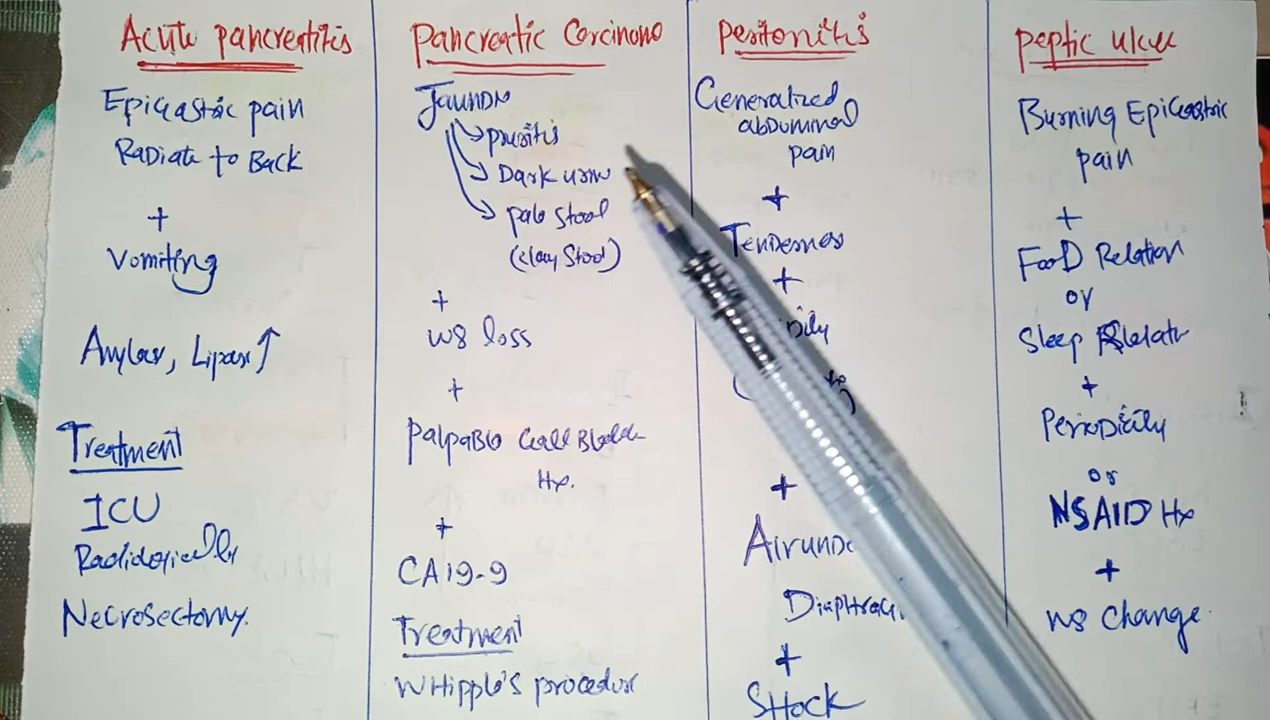 Acute pancreatitis
Epigastric pain
Radiate to Back
+
Vomiting
Amylase, Lipase ↑
Treatment
ICU
Radiologically
Necrosectomy.
Pancreatic Carcinoma
Jaundice
pruritis
Dark urine
pale stool
(clay stool)
+
wt loss
+
palpable Gall Bladder
Hx.
+
CA19-9
Treatment
WHipple's procedure
Peritonitis
Generalized
abdominal
pain
+
Tenderness
+
+
Air und
Diaphrag
+
SHock
peptic ulcer
Burning Epigastric
pain
+
Food Relation
or
Sleep Relate
+
Periodicity
or
NSAID Hx
+
wt change.